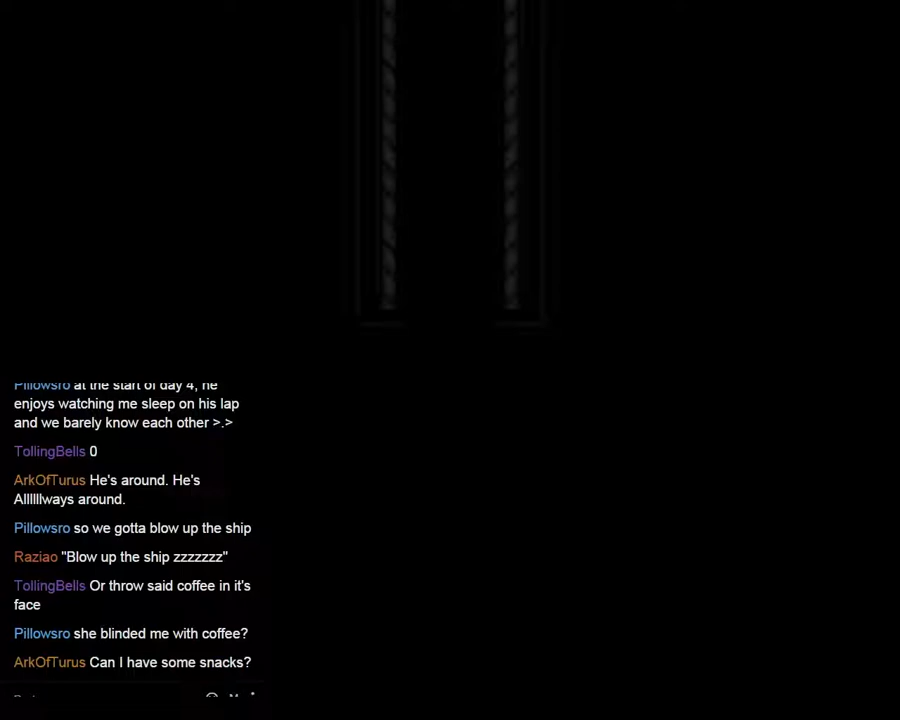 Pillowsro at the start of day 4, he
enjoys watching me sleep on his lap
and we barely know each other >.>
TollingBells 0
ArkOfTurus He's around. He's
Allllllways around.
Pillowsro so we gotta blow up the ship
Raziao "Blow up the ship zzzzzzz"
TollingBells Or throw said coffee in it's
face
Pillowsro she blinded me with coffee?
ArkOfTurus Can I have some snacks?